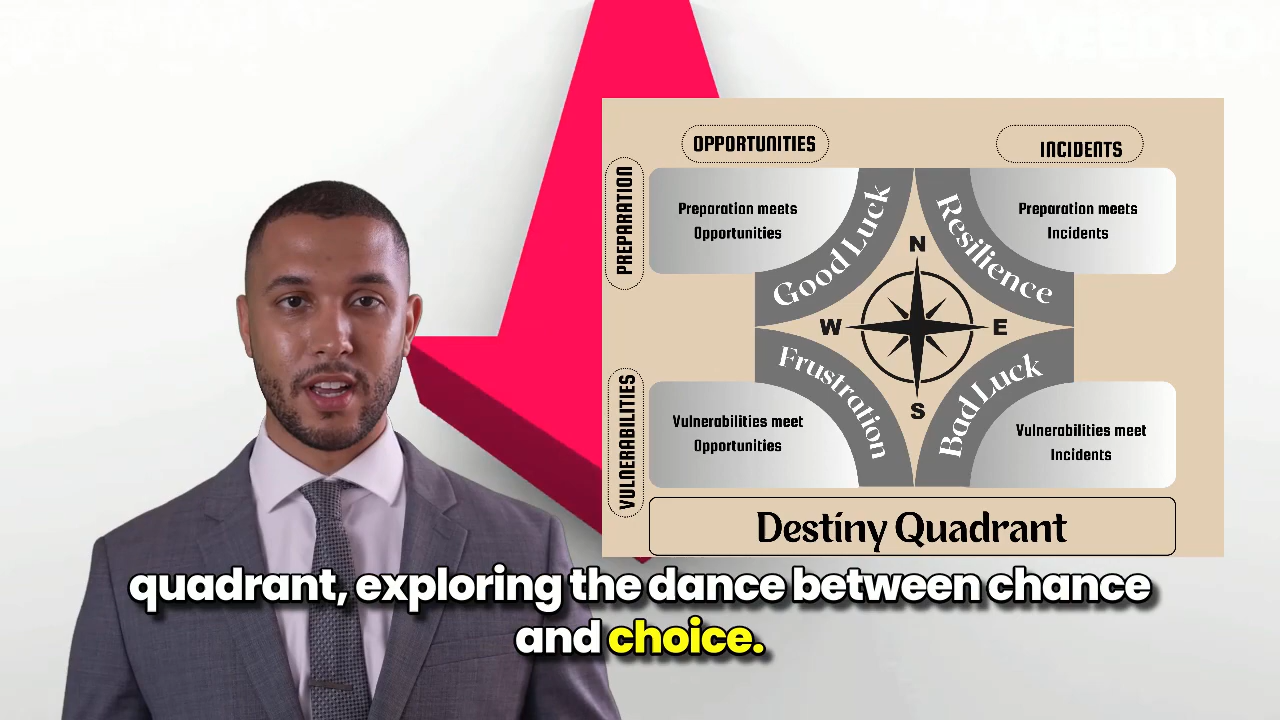 OPPORTUNITIES
INCIDENTS
PREPARATION
Preparation meets
Opportunities
Good Luck
Resilience
Preparation meets
Incidents
N
W
E
S
VULNERABILITIES
Vulnerabilities meet
Opportunities
Frustration
Bad Luck
Vulnerabilities meet
Incidents
Destiny Quadrant
quadrant, exploring the dance between chance
and choice.